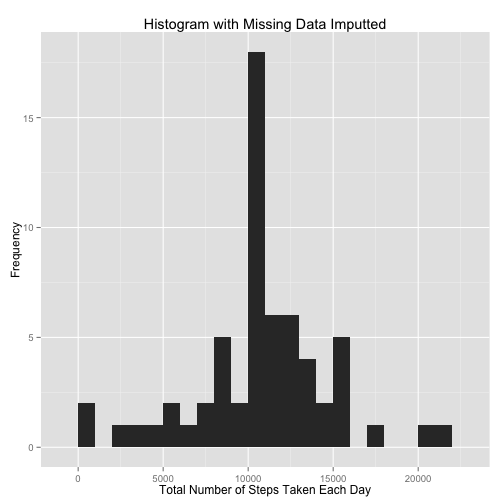 Histogram with Missing Data Imputted
15
10
5
0
Frequency
0 5000 10000 15000 20000
Total Number of Steps Taken Each Day